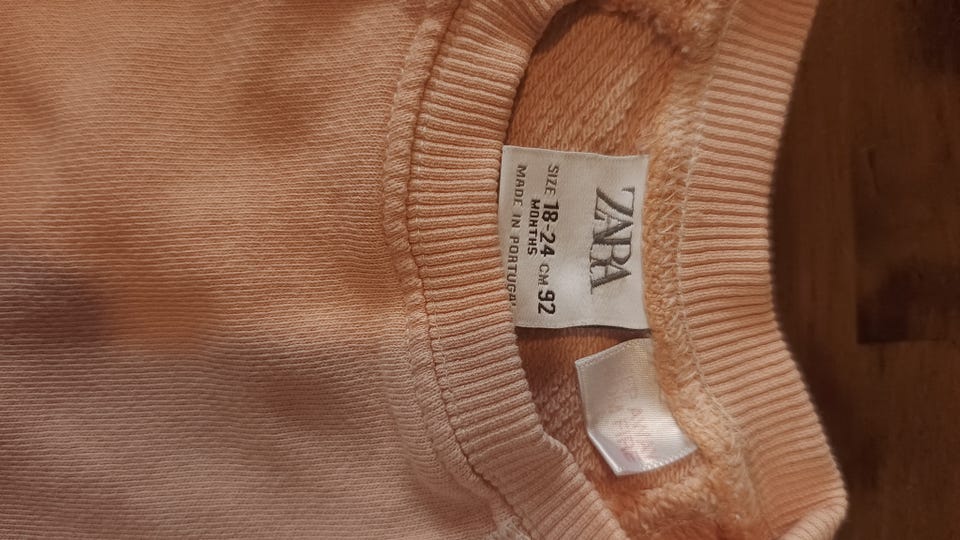 ZARA
SIZE 18-24 CM 92
MONTHS
MADE IN PORTUGAL